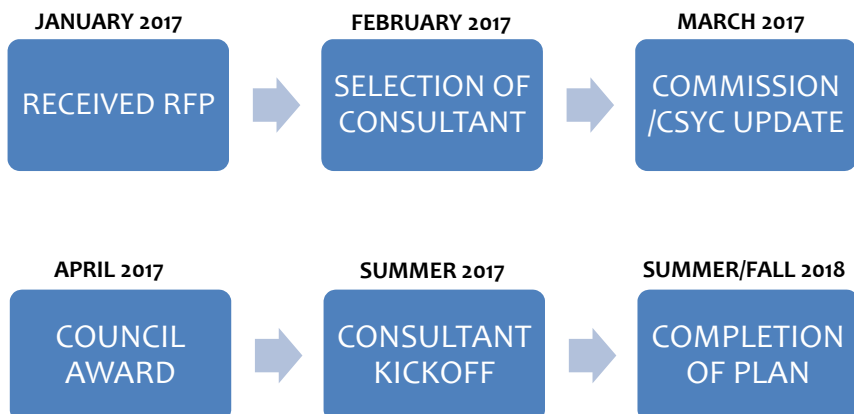 JANUARY 2017
RECEIVED RFP
FEBRUARY 2017
SELECTION OF
CONSULTANT
MARCH 2017
COMMISSION
/CSYC UPDATE
APRIL 2017
COUNCIL
AWARD
SUMMER 2017
CONSULTANT
KICKOFF
SUMMER/FALL 2018
COMPLETION
OF PLAN